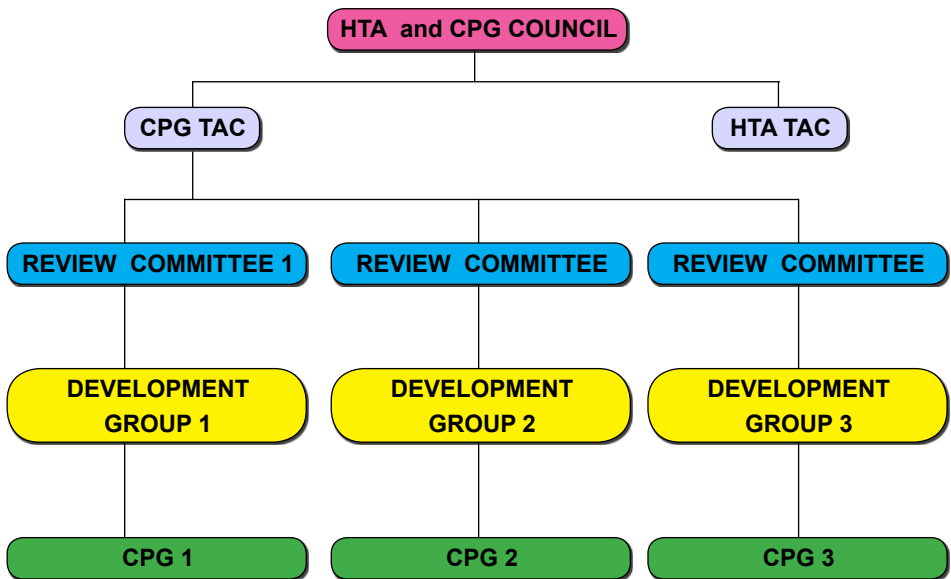 HTA and CPG COUNCIL
CPG TAC
HTA TAC
REVIEW COMMITTEE 1
REVIEW COMMITTEE
REVIEW COMMITTEE
DEVELOPMENT
GROUP 1
DEVELOPMENT
GROUP 2
DEVELOPMENT
GROUP 3
CPG 1
CPG 2
CPG 3